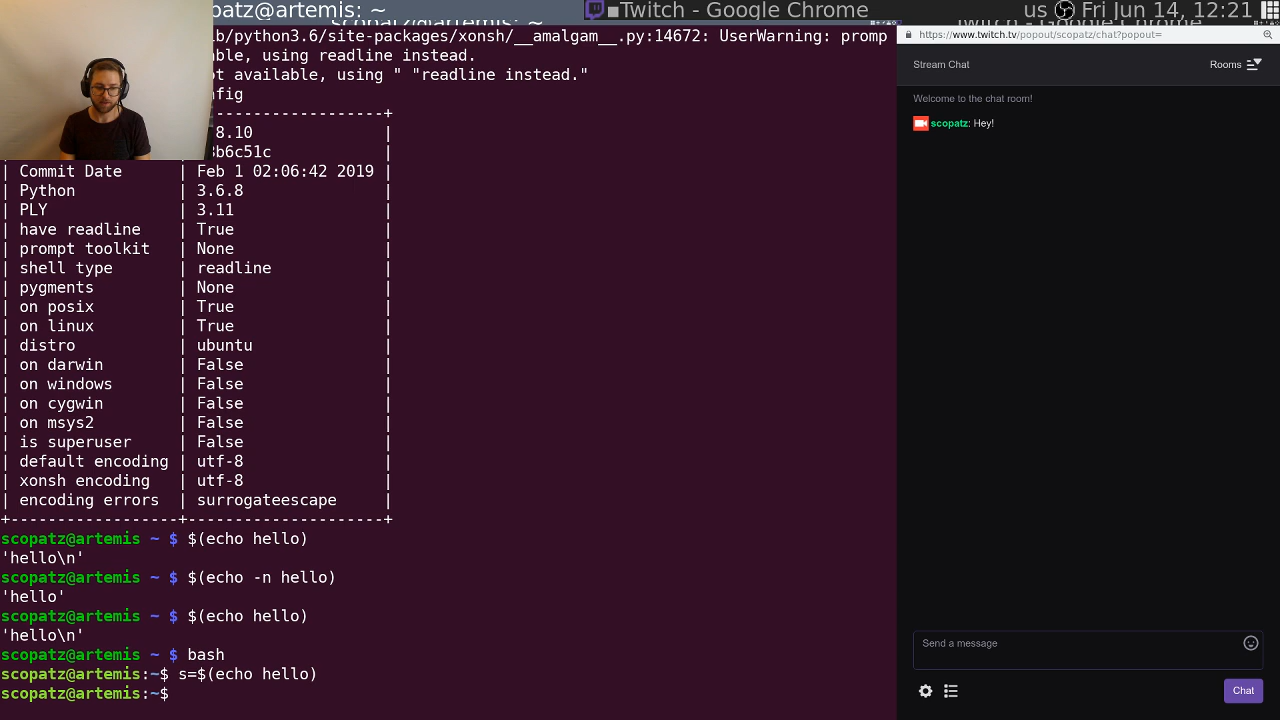 patz@artemis: ~
Twitch - Google Chrome
us
Fri Jun 14, 12:21
ib/python3.6/site-packages/xonsh/__amalgam__.py:14672: UserWarning: promp
able, using readline instead.
ot available, using " "readline instead."
nfig
------------------+
8.10 |
b6c51c |
| Commit Date | Feb 1 02:06:42 2019 |
| Python | 3.6.8 |
| PLY | 3.11 |
| have readline | True |
| prompt toolkit | None |
| shell type | readline |
| pygments | None |
| on posix | True |
| on linux | True |
| distro | ubuntu |
| on darwin | False |
| on windows | False |
| on cygwin | False |
| on msys2 | False |
| is superuser | False |
| default encoding | utf-8 |
| xonsh encoding | utf-8 |
| encoding errors | surrogateescape |
+------------------+---------------------+
scopatz@artemis ~ $ $(echo hello)
'hello\n'
scopatz@artemis ~ $ $(echo -n hello)
'hello'
scopatz@artemis ~ $ $(echo hello)
'hello\n'
scopatz@artemis ~ $ bash
scopatz@artemis:~$ s=$(echo hello)
scopatz@artemis:~$
https://www.twitch.tv/popout/scopatz/chat?popout=
Stream Chat
Rooms
Welcome to the chat room!
scopatz: Hey!
Send a message
Chat